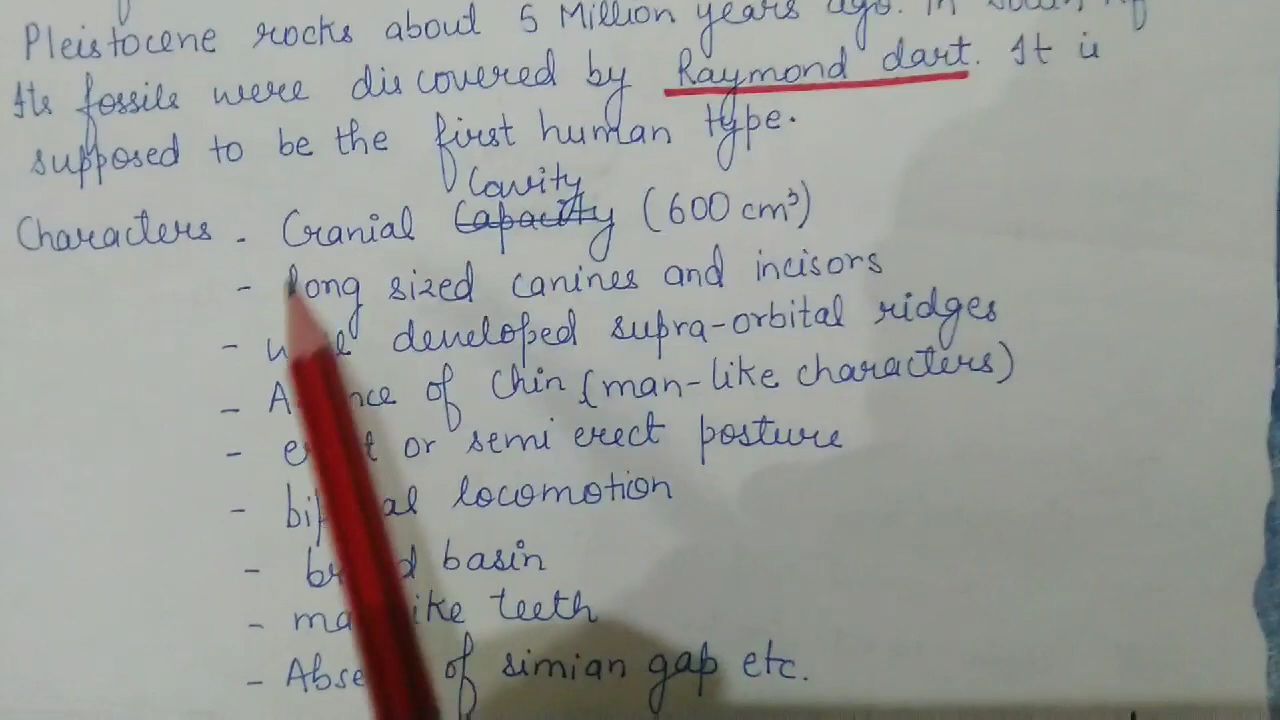 Pleistocene rocks about 5 Million years ago. In
Its fossils were discovered by Raymond dart. It is
supposed to be the first human type.
Cavity
Characters - Cranial Capacity (600 cm³)
- long sized canines and incisors
- developed supra-orbital ridges
- of Chin (man-like characters)
- or semi erect posture
- locomotion
- basin
- teeth
- of simian gap etc.